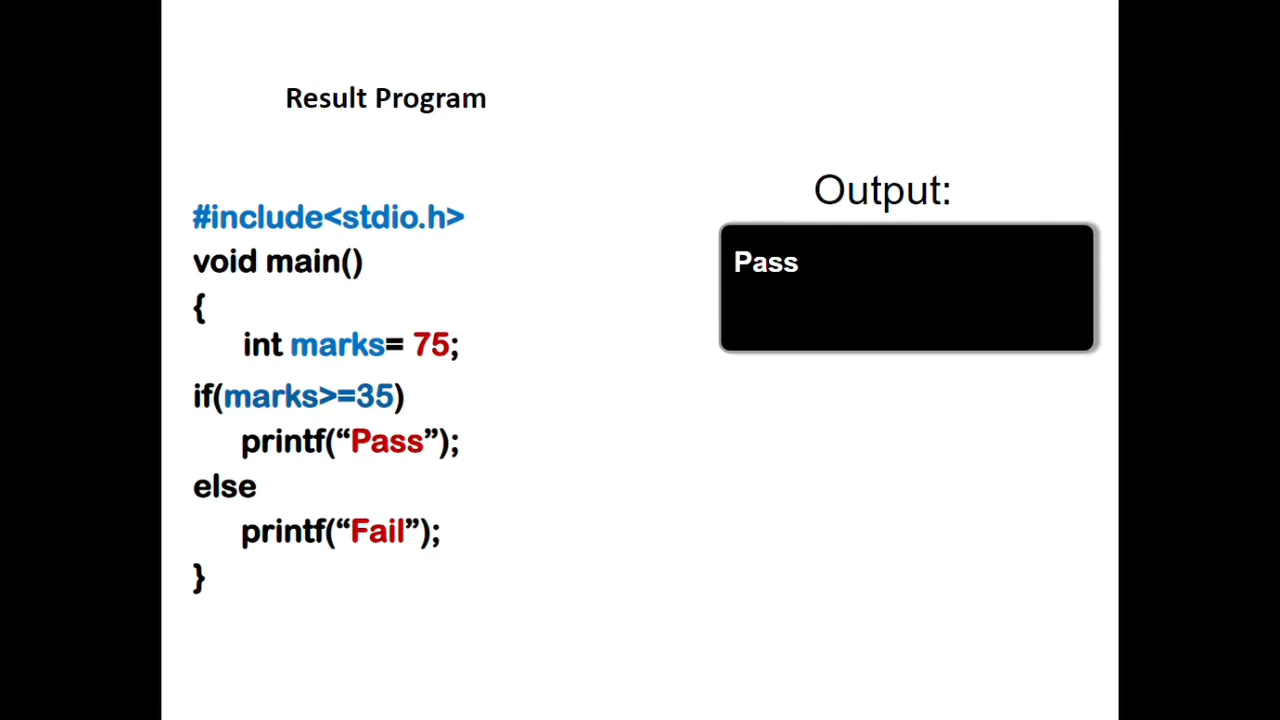 Result Program
#include<stdio.h>
void main()
{
int marks= 75;
if(marks>=35)
printf(“Pass”);
else
printf(“Fail”);
}
Output:
Pass